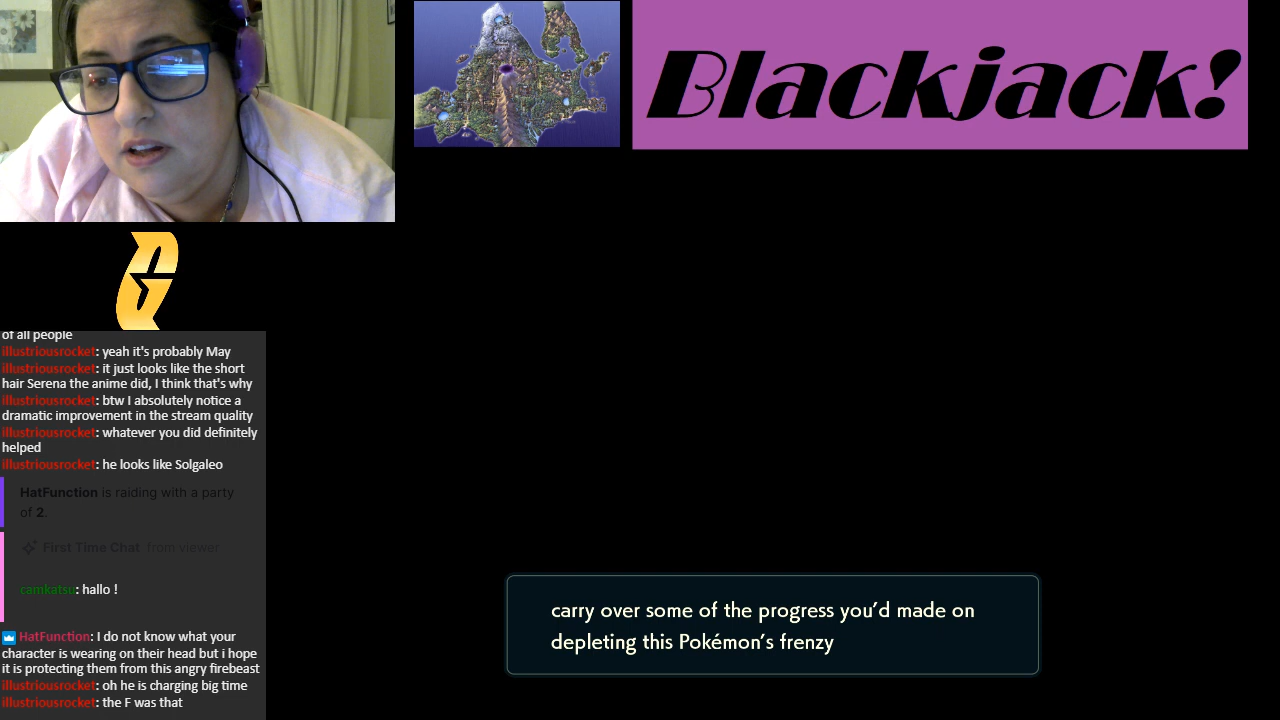 Blackjack!
of all people
illustriousrocket: yeah it's probably May
illustriousrocket: it just looks like the short
hair Serena the anime did, I think that's why
illustriousrocket: btw I absolutely notice a
dramatic improvement in the stream quality
illustriousrocket: whatever you did definitely
helped
illustriousrocket: he looks like Solgaleo
HatFunction is raiding with a party
of 2.
First Time Chat from viewer
camkatsu: hallo !
HatFunction: I do not know what your
character is wearing on their head but i hope
it is protecting them from this angry firebeast
illustriousrocket: oh he is charging big time
illustriousrocket: the F was that
carry over some of the progress you’d made on
depleting this Pokémon’s frenzy